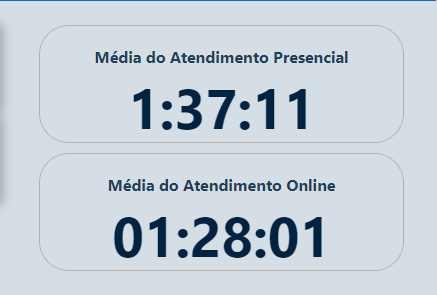 Média do Atendimento Presencial
1:37:11
Média do Atendimento Online
01:28:01